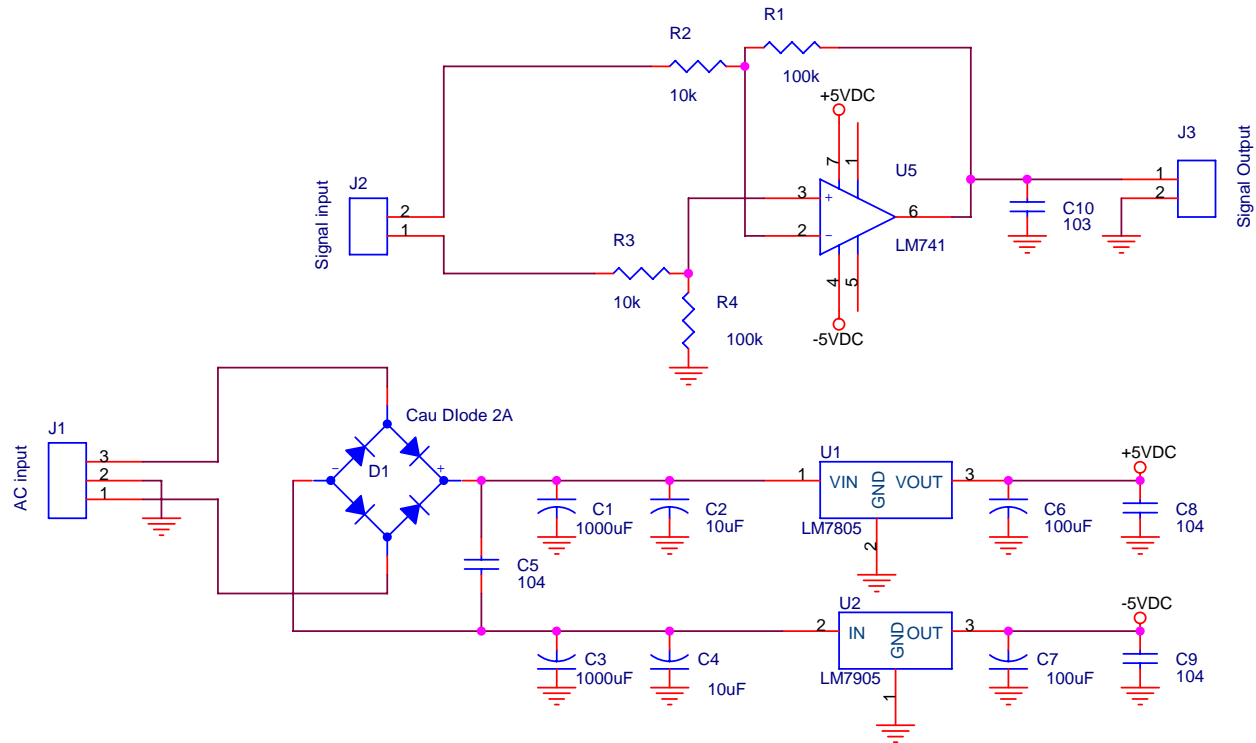 R1
R2
100k
10k
+5VDC
J3
7
1
U5
J2
1
2
Signal Output
3
+
6
C10
103
2
1
Signal input
2
−
LM741
R3
4
5
10k
R4
100k
-5VDC
Cau DIode 2A
J1
3
2
1
AC input
−
D1
+
U1
1
VIN
GND
VOUT
3
+5VDC
C1
1000uF
C2
10uF
LM7805
2
C6
100uF
C8
104
C5
104
U2
2
IN
GND
OUT
3
-5VDC
C3
1000uF
C4
10uF
LM7905
1
C7
100uF
C9
104